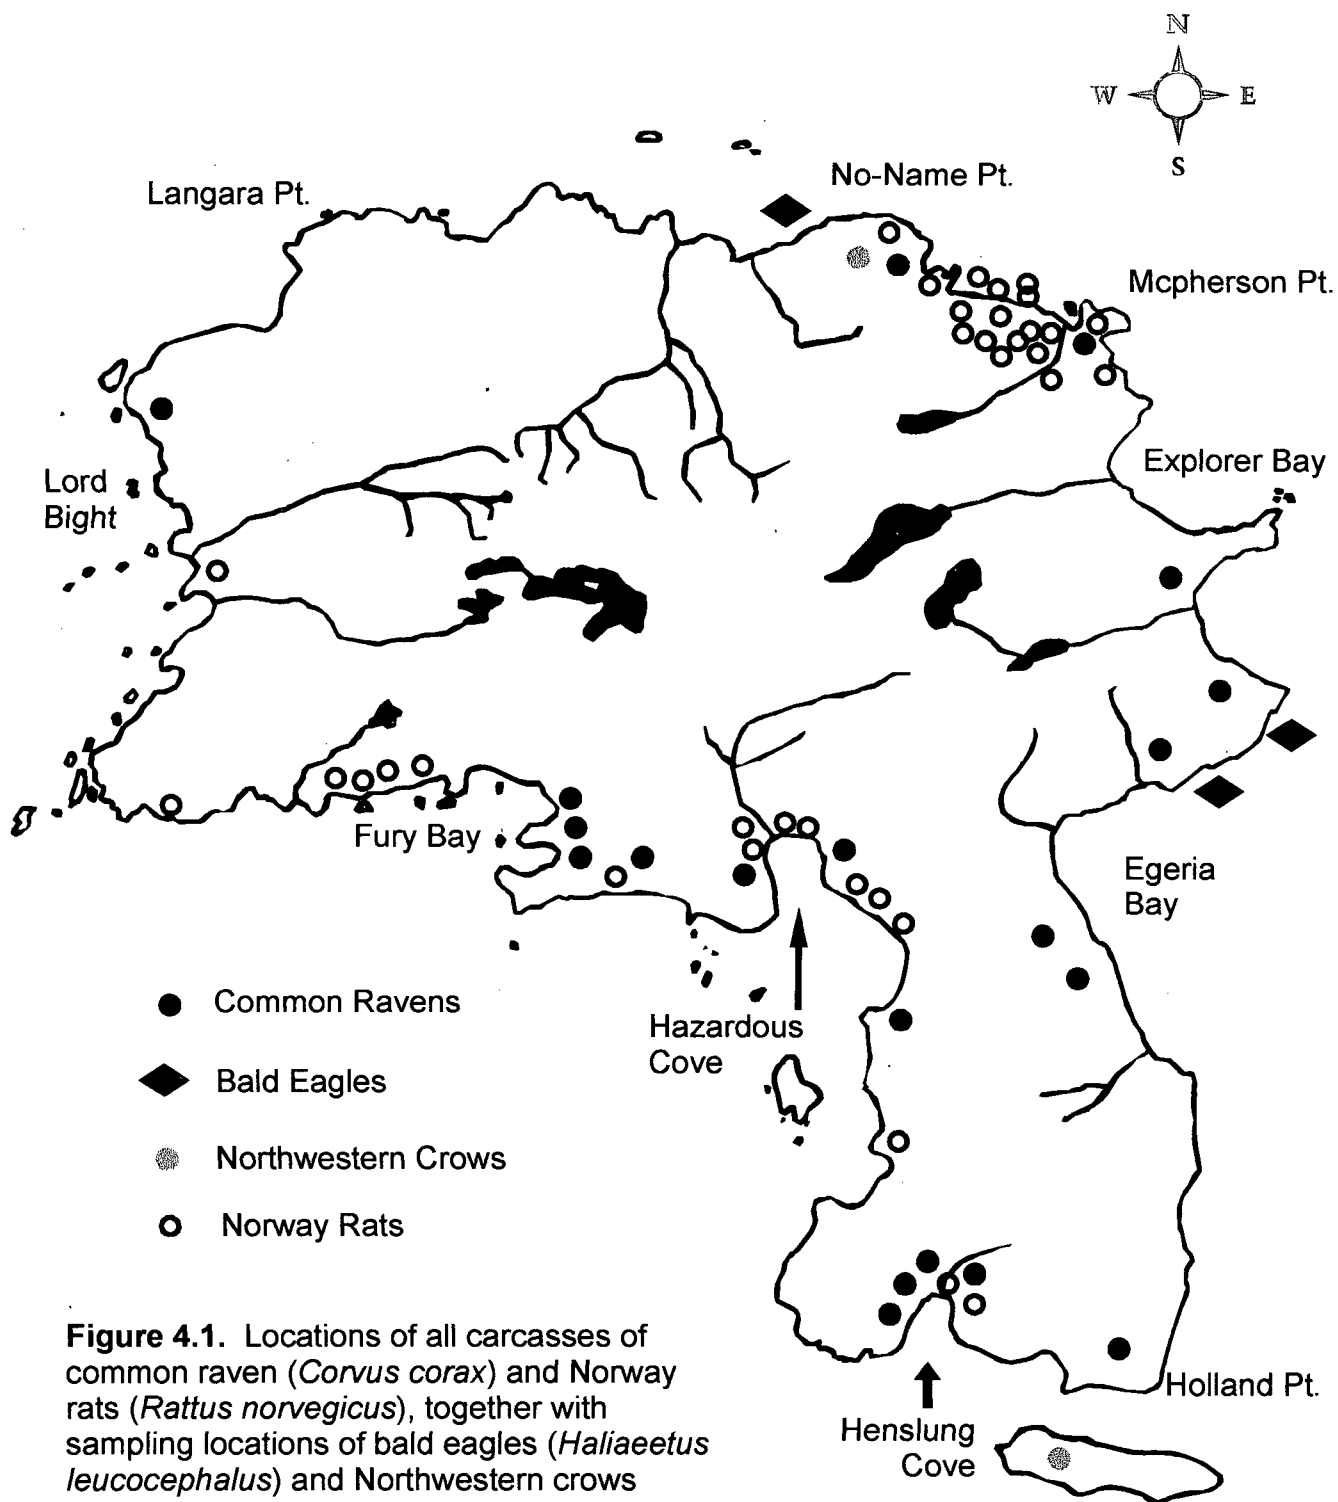 N
W E
S
No-Name Pt.
Langara Pt.
Mcpherson Pt.
Explorer Bay
Lord
Bight
Fury Bay
Egeria
Bay
Common Ravens
Hazardous
Cove
Bald Eagles
Northwestern Crows
Norway Rats
Figure 4.1. Locations of all carcasses of
common raven (Corvus corax) and Norway
rats (Rattus norvegicus), together with
sampling locations of bald eagles (Haliaeetus
leucocephalus) and Northwestern crows
Holland Pt.
Henslung
Cove